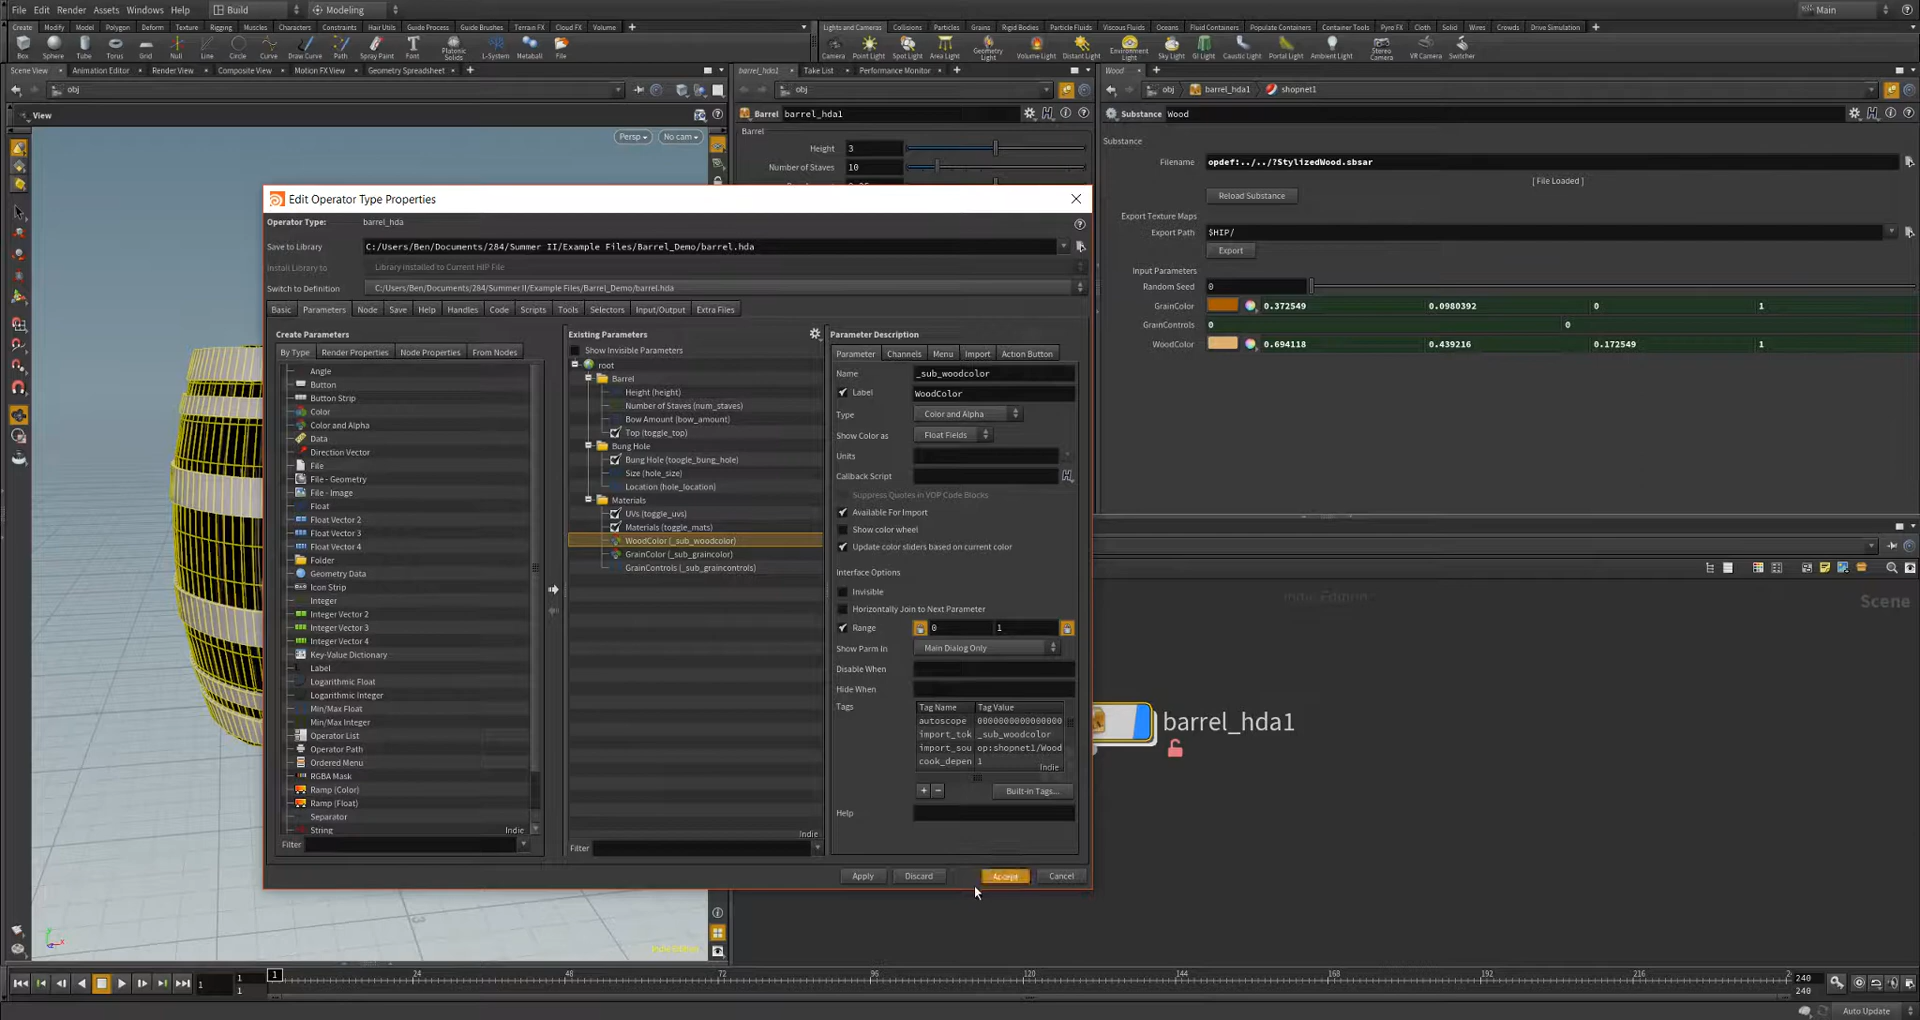 File Edit Render Assets Windows Help Build Modeling Main
Create Modify Model Polygon Deform Texture Rigging Muscles Characters Constraints Hair Utils Guide Process Guide Brushes Terrain FX Cloud FX Volume
Lights and Cameras Collisions Particles Grains Rigid Bodies Particle Fluids Viscous Fluids Oceans Fluid Containers Populate Containers Container Tools Pyro FX Cloth Solid Wires Crowds Drive Simulation
Box Sphere Tube Torus Grid Null Line Circle Curve Draw Curve Path Spray Paint Font Platonic Solids L-System Metaball File
Camera Point Light Spot Light Area Light Geometry Light Volume Light Distant Light Environment Light Sky Light GI Light Caustic Light Portal Light Ambient Light Stereo Camera VR Camera Switcher
Scene View Animation Editor Render View Composite View Motion FX View Geometry Spreadsheet
barrel_hda1 Take List Performance Monitor
Wood
obj
obj
obj barrel_hda1 shopnet1
View
Persp No cam
Barrel barrel_hda1
Barrel
Height 3
Number of Staves 10
Substance Wood
Substance
Filename opdef:../../?StylizedWood.sbsar
[ File Loaded ]
Reload Substance
Export Texture Maps
Export Path $HIP/
Export
Input Parameters
Random Seed 0
GrainColor 0.372549 0.0980392 0 1
GrainControls 0 0
WoodColor 0.694118 0.439216 0.172549 1
Edit Operator Type Properties
Operator Type: barrel_hda
Save to Library C:/Users/Ben/Documents/284/Summer II/Example Files/Barrel_Demo/barrel.hda
Install Library to Library Installed to Current HIP File
Switch to Definition C:/Users/Ben/Documents/284/Summer II/Example Files/Barrel_Demo/barrel.hda
Basic Parameters Node Save Help Handles Code Scripts Tools Selectors Input/Output Extra Files
Create Parameters
By Type Render Properties Node Properties From Nodes
Angle
Button
Button Strip
Color
Color and Alpha
Data
Direction Vector
File
File - Geometry
File - Image
Float
Float Vector 2
Float Vector 3
Float Vector 4
Folder
Geometry Data
Icon Strip
Integer
Integer Vector 2
Integer Vector 3
Integer Vector 4
Key-Value Dictionary
Label
Logarithmic Float
Logarithmic Integer
Min/Max Float
Min/Max Integer
Operator List
Operator Path
Ordered Menu
RGBA Mask
Ramp (Color)
Ramp (Float)
Separator
String Indie
Filter
Existing Parameters
Show Invisible Parameters
root
Barrel
Height (height)
Number of Staves (num_staves)
Bow Amount (bow_amount)
Top (toggle_top)
Bung Hole
Bung Hole (toogle_bung_hole)
Size (hole_size)
Location (hole_location)
Materials
UVs (toggle_uvs)
Materials (toggle_mats)
WoodColor (_sub_woodcolor)
GrainColor (_sub_graincolor)
GrainControls (_sub_graincontrols)
Indie
Filter
Parameter Description
Parameter Channels Menu Import Action Button
Name _sub_woodcolor
Label WoodColor
Type Color and Alpha
Show Color as Float Fields
Units
Callback Script
Suppress Quotes in VOP Code Blocks
Available For Import
Show color wheel
Update color sliders based on current color
Interface Options
Invisible
Horizontally Join to Next Parameter
Range 0 1
Show Parm in Main Dialog Only
Disable When
Hide When
Tags Tag Name Tag Value
autoscope 0000000000000000
import_tok _sub_woodcolor
import_sou op:shopnet1/Wood
cook_depen 1
Indie
+ - Built-in Tags...
Help
Apply Discard Accept Cancel
Indie Edition
Scene
barrel_hda1
Indie Edition
1 1 1 1 24 48 72 96 120 144 168 192 216 2 240 240
Auto Update